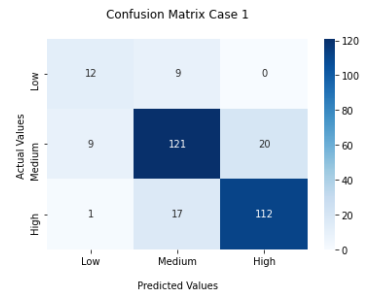 Confusion Matrix Case 1
120
100
80
60
40
20
0
Actual Values
Low
Medium
High
12 9 0
9 121 20
1 17 112
Low Medium High
Predicted Values